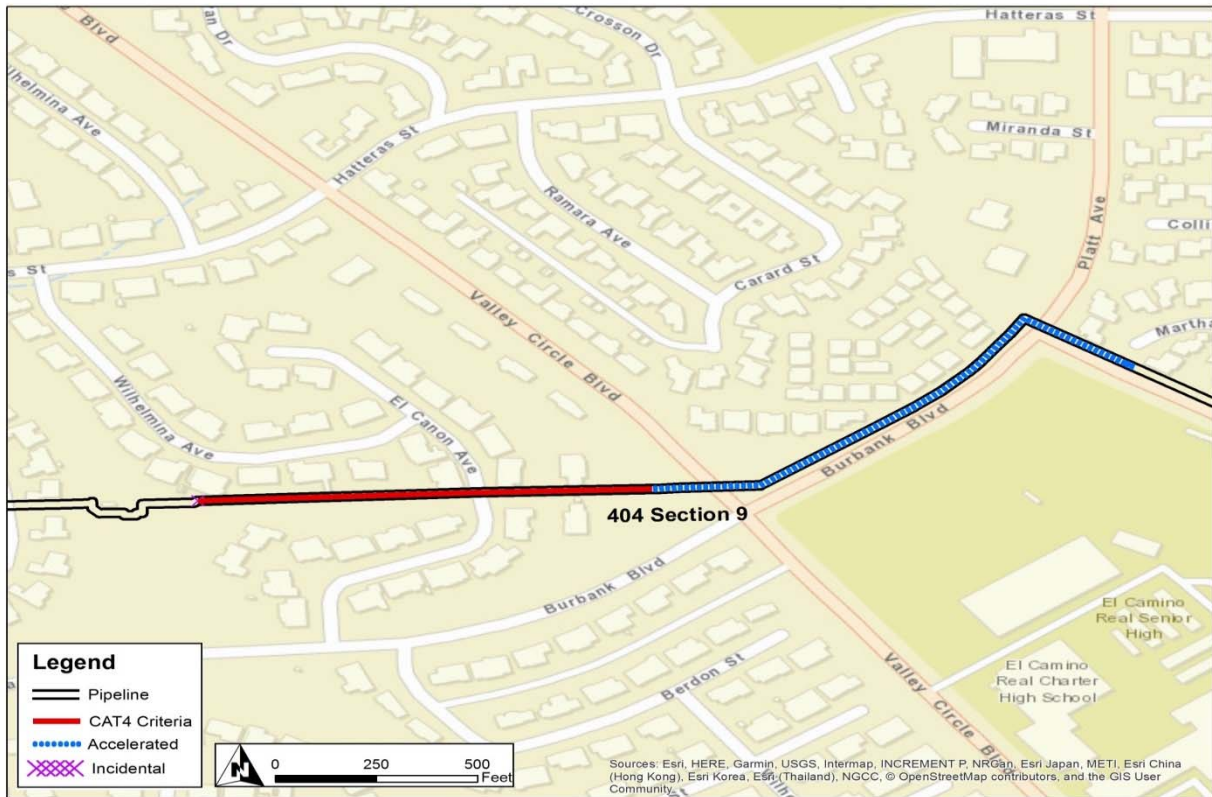 Hatteras St
Crosson Dr
an Dr
y Blvd
Wilhelmina Ave
Miranda St
Hatteras St
Platt Ave
Colli
Ramara Ave
Carard St
s St
Valley Circle Blvd
Martha
Wilhelmina Ave
El Canon Ave
Burbank Blvd
404 Section 9
Burbank Blvd
El Camino
Real Senior
High
Berdon St
El Camino
Real Charter
High School
Valley Circle Blvd
Legend
Pipeline
CAT4 Criteria
Accelerated
Incidental
N
0 250 500
Feet
Sources: Esri, HERE, Garmin, USGS, Intermap, INCREMENT P, NRCan, Esri Japan, METI, Esri China
(Hong Kong), Esri Korea, Esri (Thailand), NGCC, © OpenStreetMap contributors, and the GIS User
Community